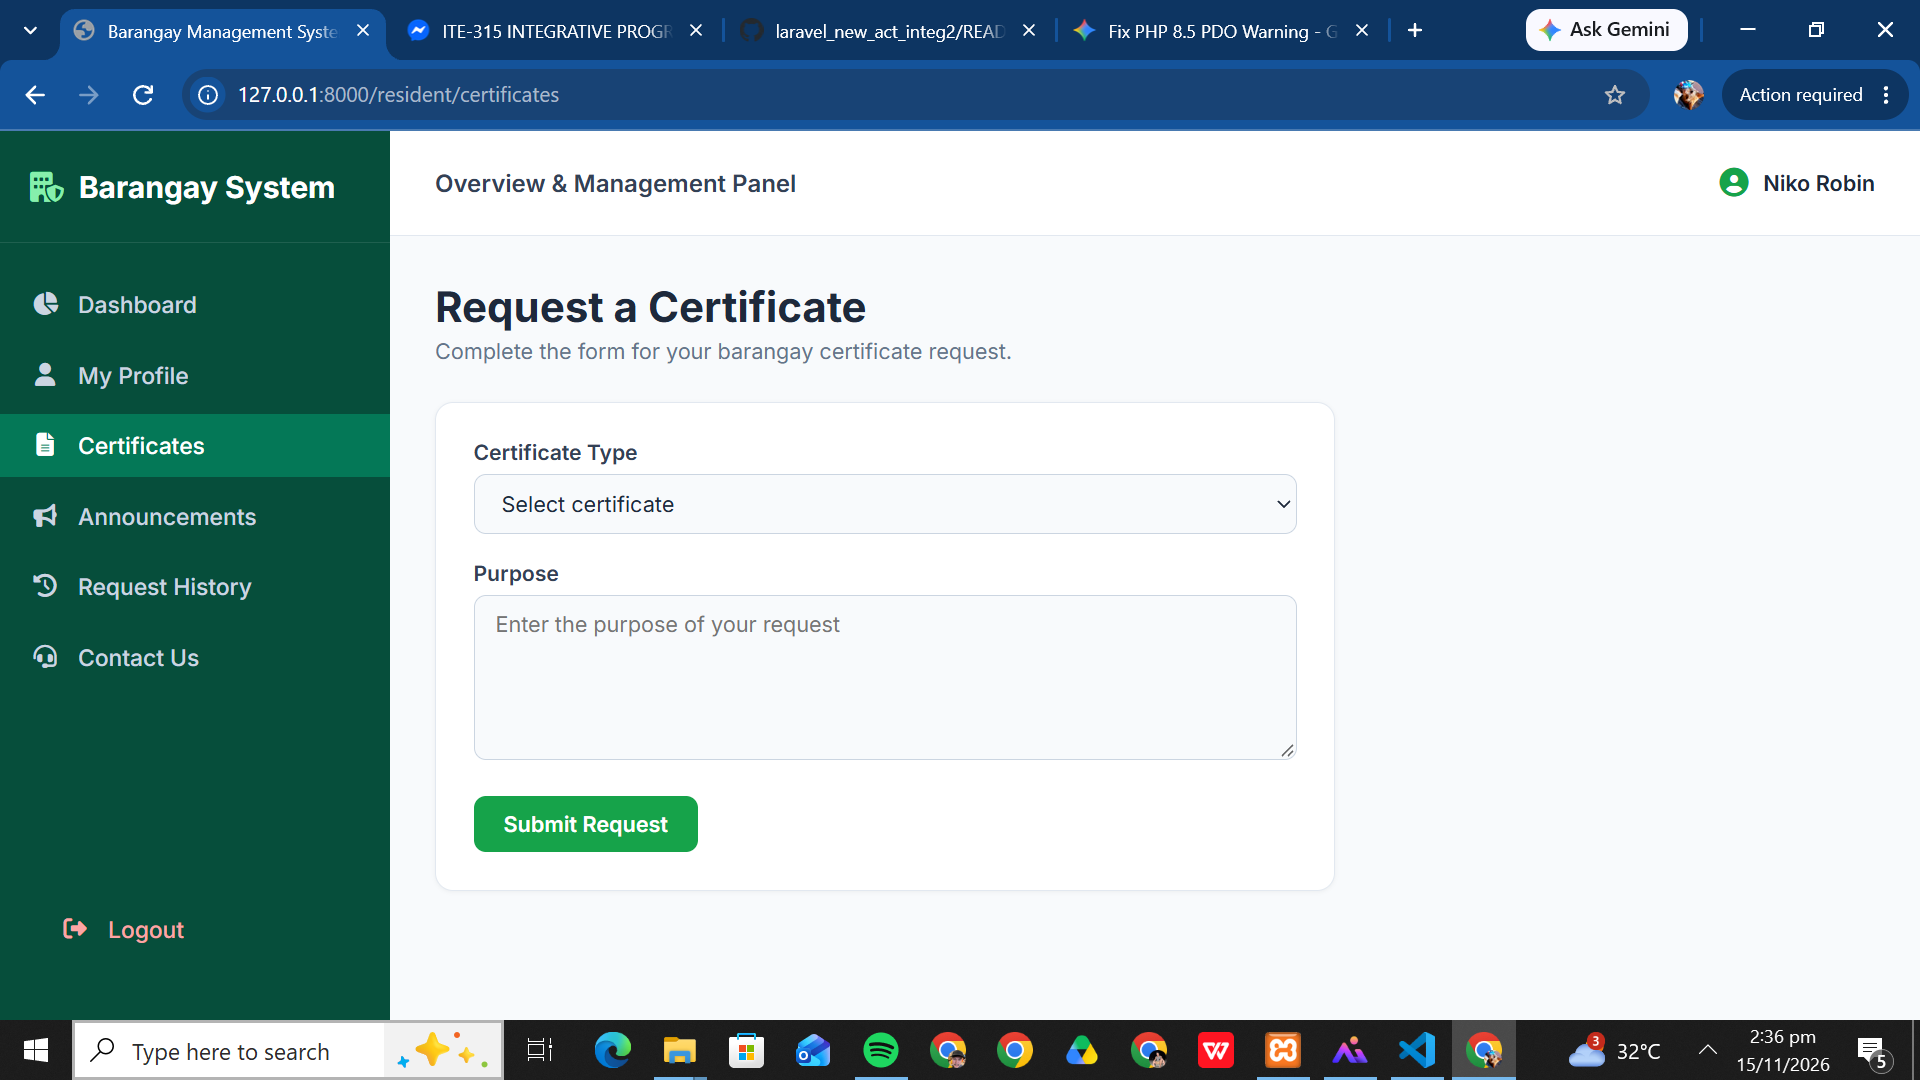 Barangay Management Syste
ITE-315 INTEGRATIVE PROGR
laravel_new_act_integ2/READ
Fix PHP 8.5 PDO Warning - G
Ask Gemini
127.0.0.1:8000/resident/certificates
Action required
Barangay System
Overview & Management Panel
Niko Robin
Dashboard
My Profile
Certificates
Announcements
Request History
Contact Us
Logout
Request a Certificate
Complete the form for your barangay certificate request.
Certificate Type
Select certificate
Purpose
Enter the purpose of your request
Submit Request
Type here to search
3
32°C
2:36 pm
15/11/2026
5